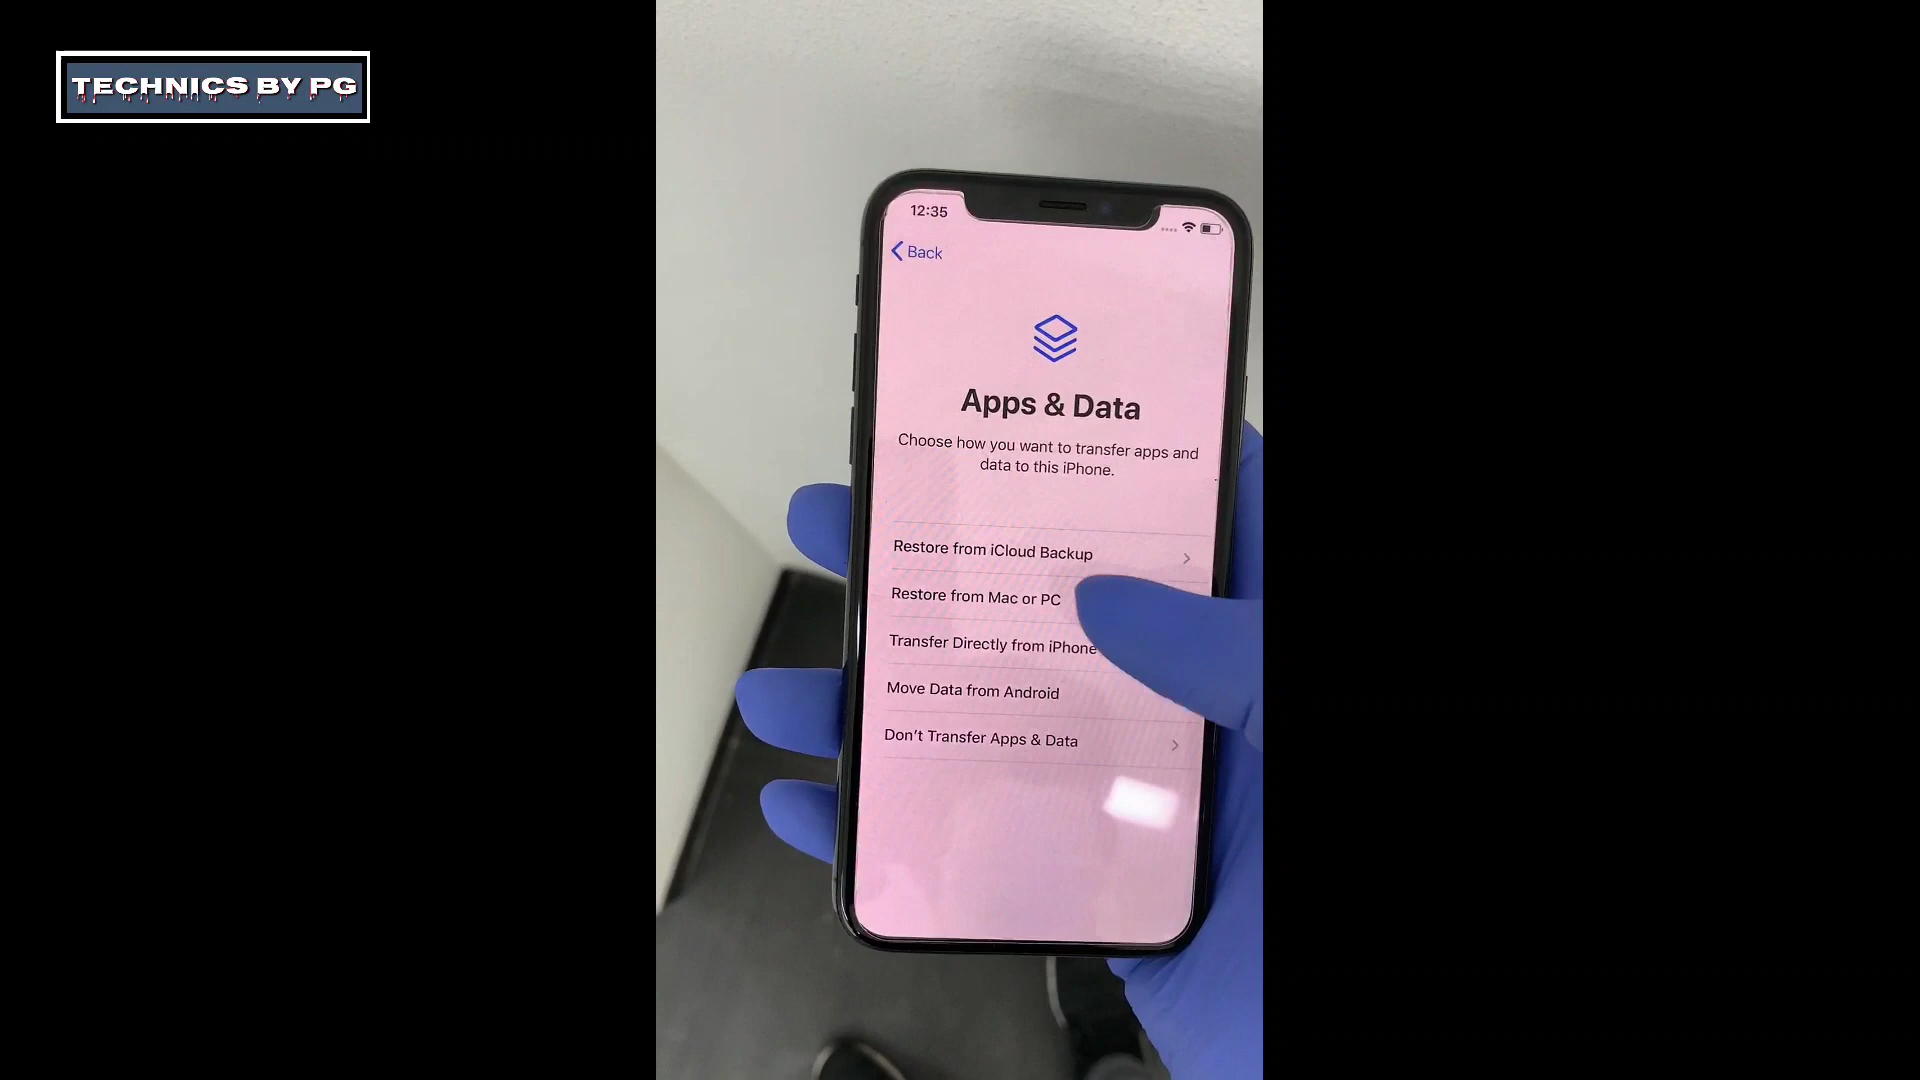 TECHNICS BY PG
12:35
Back
Apps & Data
Choose how you want to transfer apps and
data to this iPhone.
Restore from iCloud Backup
Restore from Mac or PC
Transfer Directly from iPhone
Move Data from Android
Don’t Transfer Apps & Data